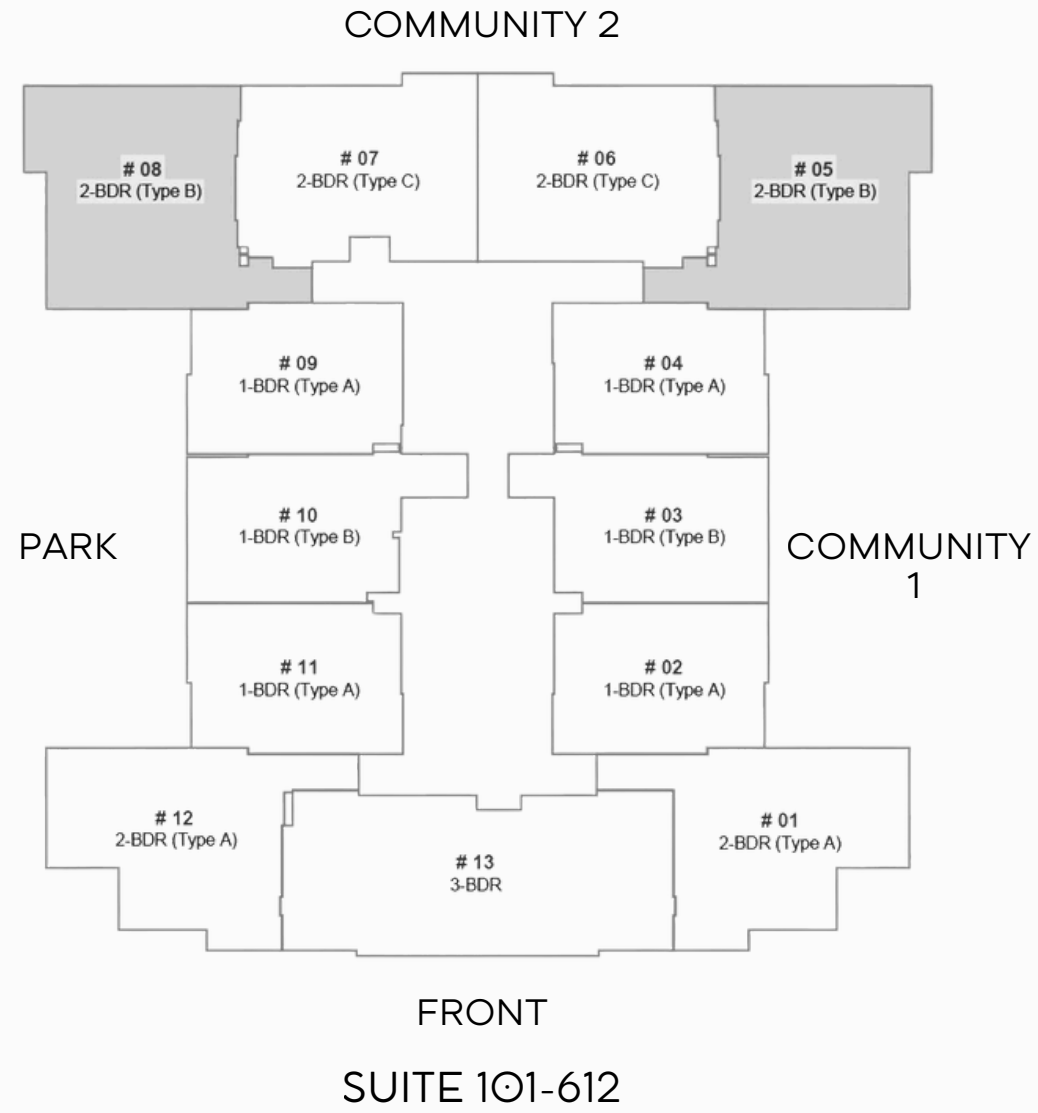 COMMUNITY 2
# 08
2-BDR (Type B)
# 07
2-BDR (Type C)
# 06
2-BDR (Type C)
# 05
2-BDR (Type B)
# 09
1-BDR (Type A)
# 04
1-BDR (Type A)
# 10
1-BDR (Type B)
# 03
1-BDR (Type B)
PARK
COMMUNITY
1
# 11
1-BDR (Type A)
# 02
1-BDR (Type A)
# 12
2-BDR (Type A)
# 01
2-BDR (Type A)
# 13
3-BDR
FRONT
SUITE 101-612